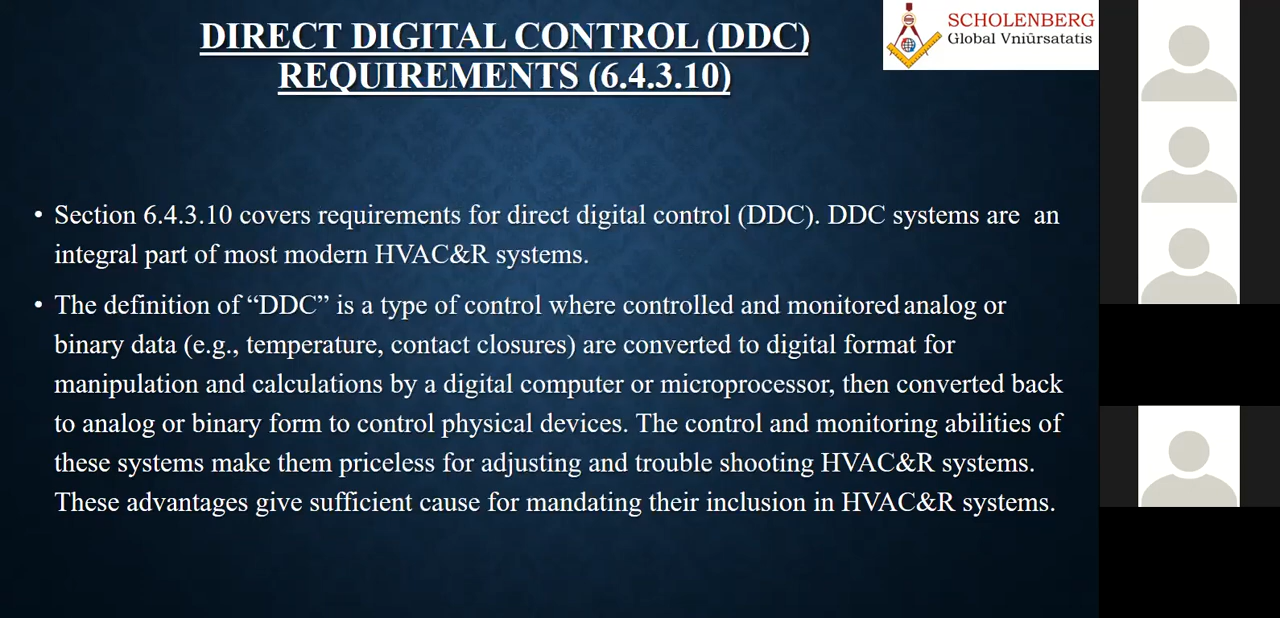 DIRECT DIGITAL CONTROL (DDC)
REQUIREMENTS (6.4.3.10)
SCHOLENBERG
Global Vniūrsatatis
• Section 6.4.3.10 covers requirements for direct digital control (DDC). DDC systems are an
integral part of most modern HVAC&R systems.
• The definition of “DDC” is a type of control where controlled and monitored analog or
binary data (e.g., temperature, contact closures) are converted to digital format for
manipulation and calculations by a digital computer or microprocessor, then converted back
to analog or binary form to control physical devices. The control and monitoring abilities of
these systems make them priceless for adjusting and trouble shooting HVAC&R systems.
These advantages give sufficient cause for mandating their inclusion in HVAC&R systems.